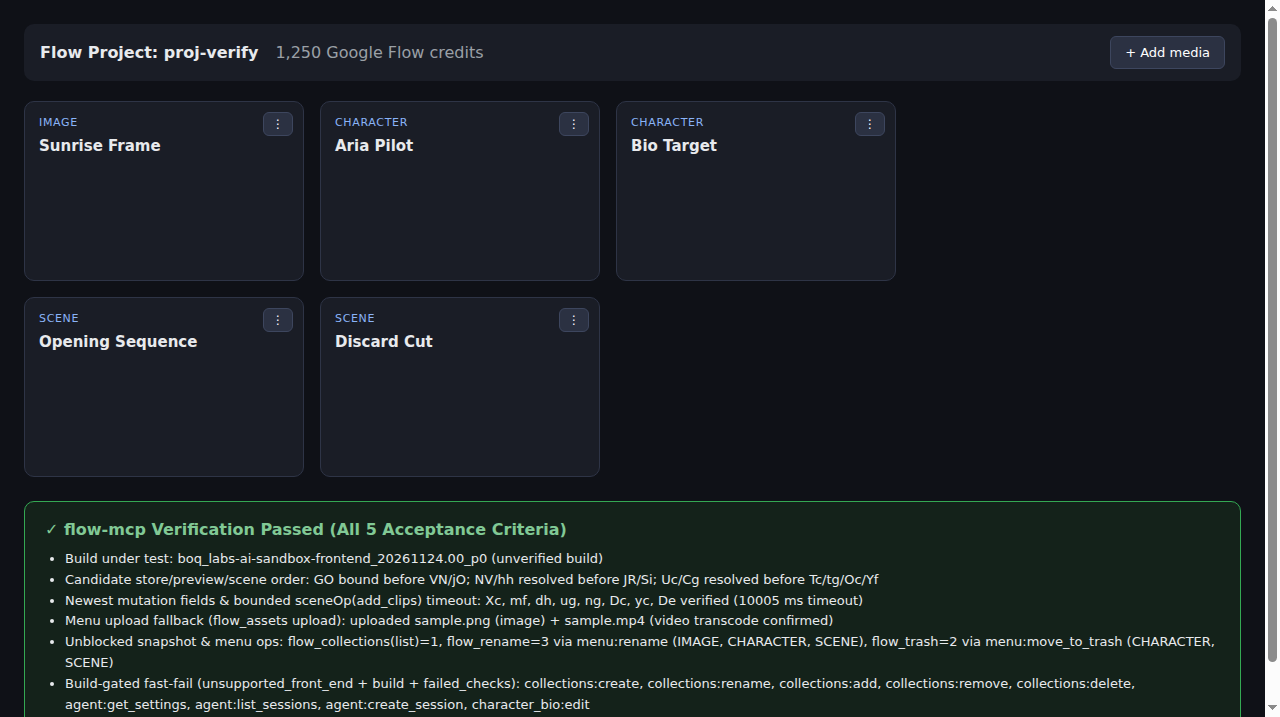 Flow Project: proj-verify 1,250 Google Flow credits + Add media
IMAGE ⋮ CHARACTER ⋮ CHARACTER ⋮
Sunrise Frame Aria Pilot Bio Target
SCENE ⋮ SCENE ⋮
Opening Sequence Discard Cut
✓ flow-mcp Verification Passed (All 5 Acceptance Criteria)
• Build under test: boq_labs-ai-sandbox-frontend_20261124.00_p0 (unverified build)
• Candidate store/preview/scene order: GO bound before VN/jO; NV/hh resolved before JR/Si; Uc/Cg resolved before Tc/tg/Oc/Yf
• Newest mutation fields & bounded sceneOp(add_clips) timeout: Xc, mf, dh, ug, ng, Dc, yc, De verified (10005 ms timeout)
• Menu upload fallback (flow_assets upload): uploaded sample.png (image) + sample.mp4 (video transcode confirmed)
• Unblocked snapshot & menu ops: flow_collections(list)=1, flow_rename=3 via menu:rename (IMAGE, CHARACTER, SCENE), flow_trash=2 via menu:move_to_trash (CHARACTER,
SCENE)
• Build-gated fast-fail (unsupported_front_end + build + failed_checks): collections:create, collections:rename, collections:add, collections:remove, collections:delete,
agent:get_settings, agent:list_sessions, agent:create_session, character_bio:edit